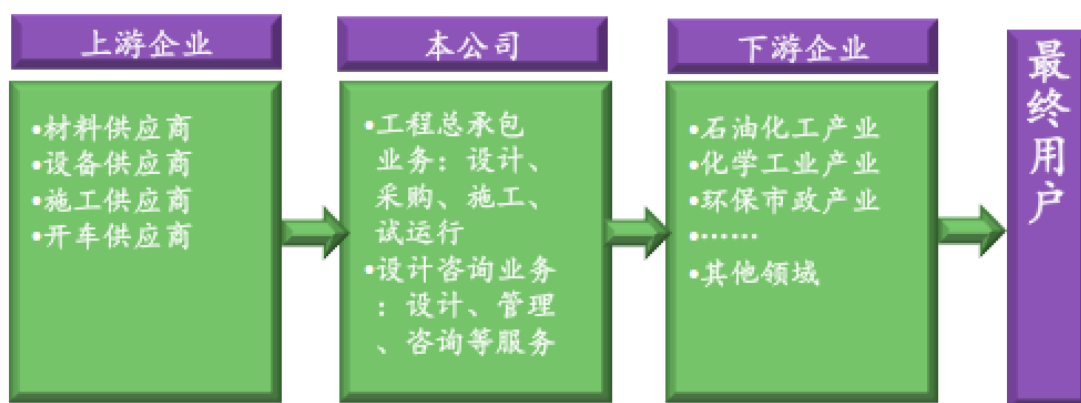 上游企业
•材料供应商
•设备供应商
•施工供应商
•开车供应商
本公司
•工程总承包
业务：设计、
采购、施工、
试运行
•设计咨询业务
：设计、管理
、咨询等服务
下游企业
•石油化工产业
•化学工业产业
•环保市政产业
•……
•其他领域
最终用户